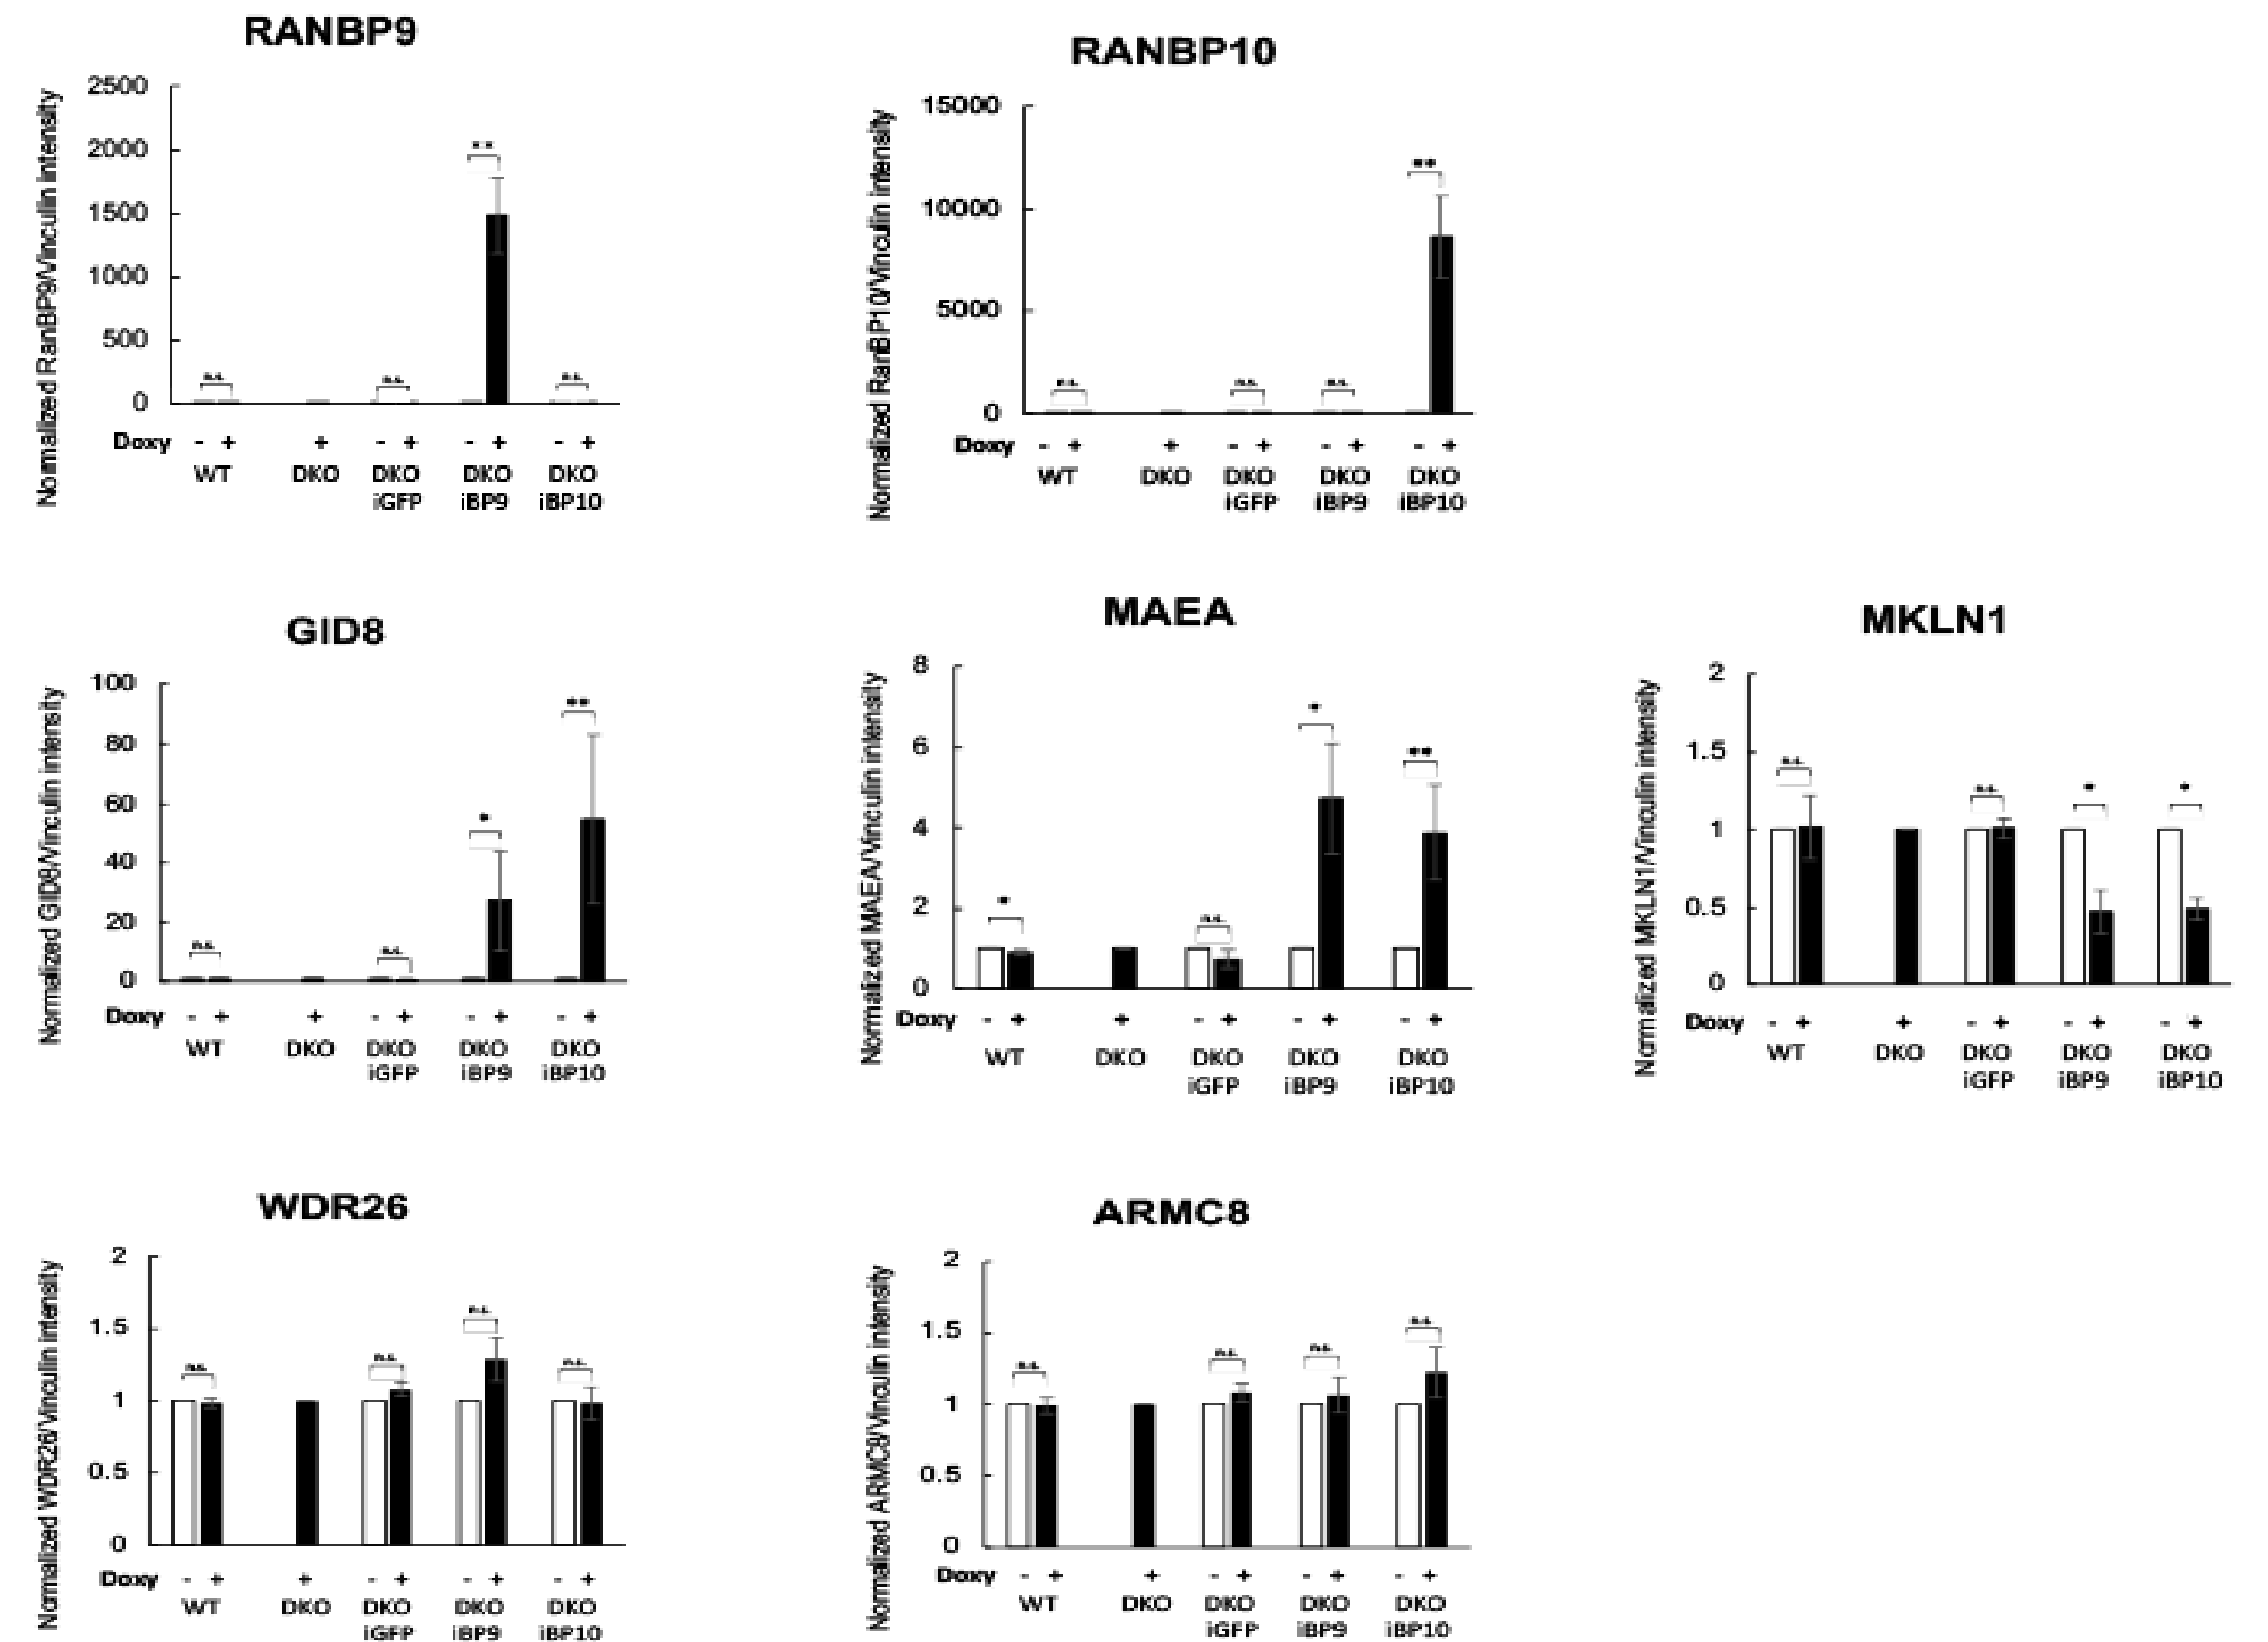 RANBP9
Normalized RanBP9/Vinculin intensity
2500
2000
1500
1000
500
0
n.s. n.s. ** n.s.
Doxy - + + - + - + - +
WT DKO DKO DKO DKO
iGFP iBP9 iBP10
RANBP10
Normalized RanBP10/Vinculin intensity
15000
10000
5000
0
n.s. n.s. n.s. **
Doxy - + + - + - + - +
WT DKO DKO DKO DKO
iGFP iBP9 iBP10
GID8
Normalized GID8/Vinculin intensity
100
80
60
40
20
0
n.s. n.s. * **
Doxy - + + - + - + - +
WT DKO DKO DKO DKO
iGFP iBP9 iBP10
MAEA
Normalized MAEA/Vinculin intensity
8
6
4
2
0
* n.s. * **
Doxy - + + - + - + - +
WT DKO DKO DKO DKO
iGFP iBP9 iBP10
MKLN1
Normalized MKLN1/Vinculin intensity
2
1.5
1
0.5
0
n.s. n.s. * *
Doxy - + + - + - + - +
WT DKO DKO DKO DKO
iGFP iBP9 iBP10
WDR26
Normalized WDR26/Vinculin intensity
2
1.5
1
0.5
0
n.s. n.s. n.s. n.s.
Doxy - + + - + - + - +
WT DKO DKO DKO DKO
iGFP iBP9 iBP10
ARMC8
Normalized ARMC8/Vinculin intensity
2
1.5
1
0.5
0
n.s. n.s. n.s. n.s.
Doxy - + + - + - + - +
WT DKO DKO DKO DKO
iGFP iBP9 iBP10